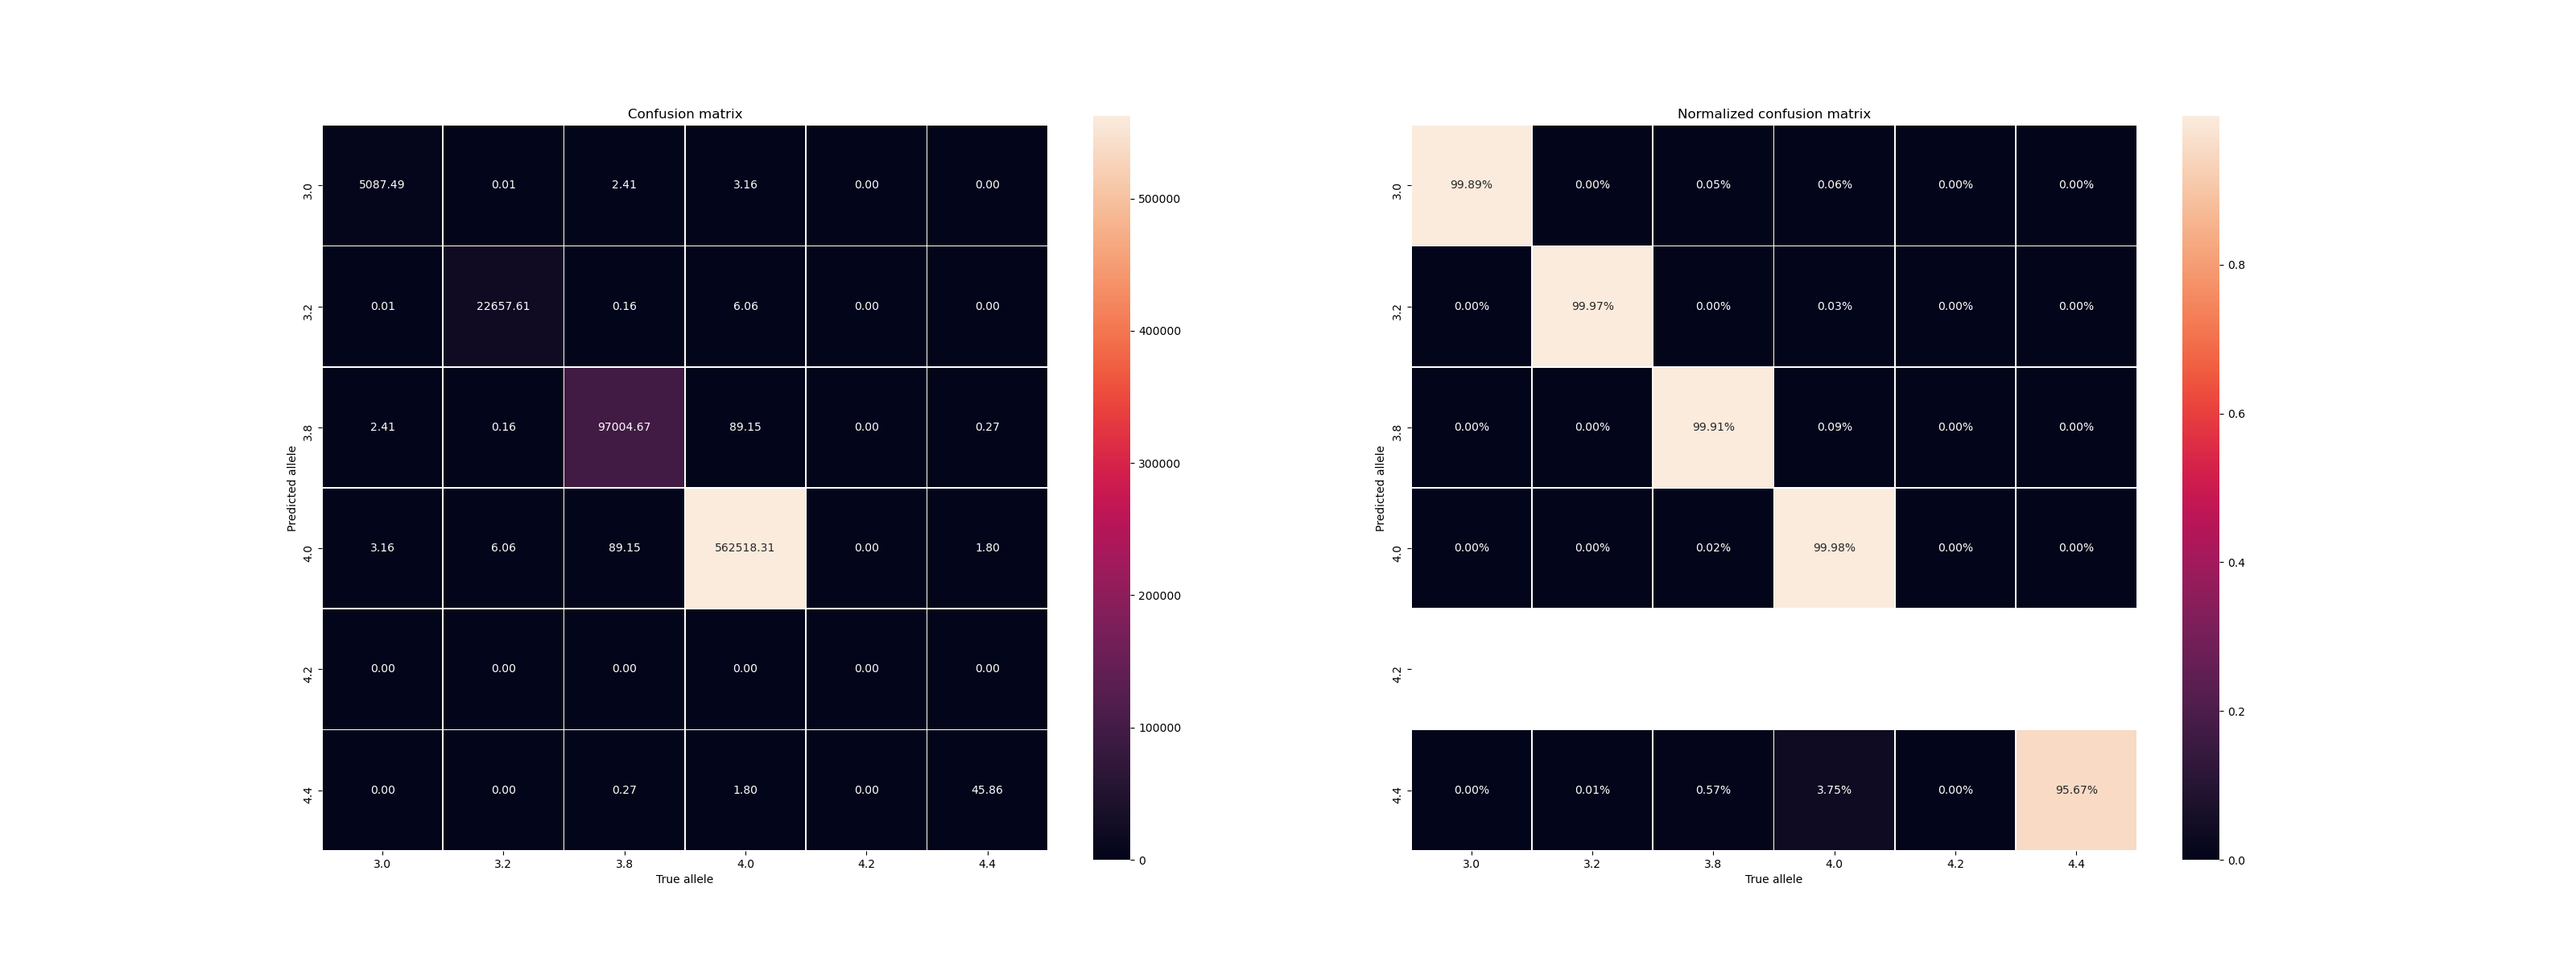 Confusion matrix
3.0 5087.49 0.01 2.41 3.16 0.00 0.00
3.2 0.01 22657.61 0.16 6.06 0.00 0.00
3.8 2.41 0.16 97004.67 89.15 0.00 0.27
4.0 3.16 6.06 89.15 562518.31 0.00 1.80
4.2 0.00 0.00 0.00 0.00 0.00 0.00
4.4 0.00 0.00 0.27 1.80 0.00 45.86
3.0 3.2 3.8 4.0 4.2 4.4
True allele
Predicted allele
500000
400000
300000
200000
100000
0
Normalized confusion matrix
3.0 99.89% 0.00% 0.05% 0.06% 0.00% 0.00%
3.2 0.00% 99.97% 0.00% 0.03% 0.00% 0.00%
3.8 0.00% 0.00% 99.91% 0.09% 0.00% 0.00%
4.0 0.00% 0.00% 0.02% 99.98% 0.00% 0.00%
4.2
4.4 0.00% 0.01% 0.57% 3.75% 0.00% 95.67%
3.0 3.2 3.8 4.0 4.2 4.4
True allele
Predicted allele
0.8
0.6
0.4
0.2
0.0